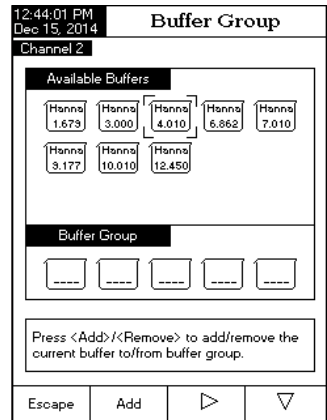 12:44:01 PM
Dec 15, 2014
Buffer Group
Channel 2
Available Buffers
Hanna Hanna Hanna Hanna Hanna
1.679 3.000 4.010 6.862 7.010
Hanna Hanna Hanna
9.177 10.010 12.450
Buffer Group
---- ---- ---- ---- ----
Press <Add>/<Remove> to add/remove the
current buffer to/from buffer group.
Escape Add